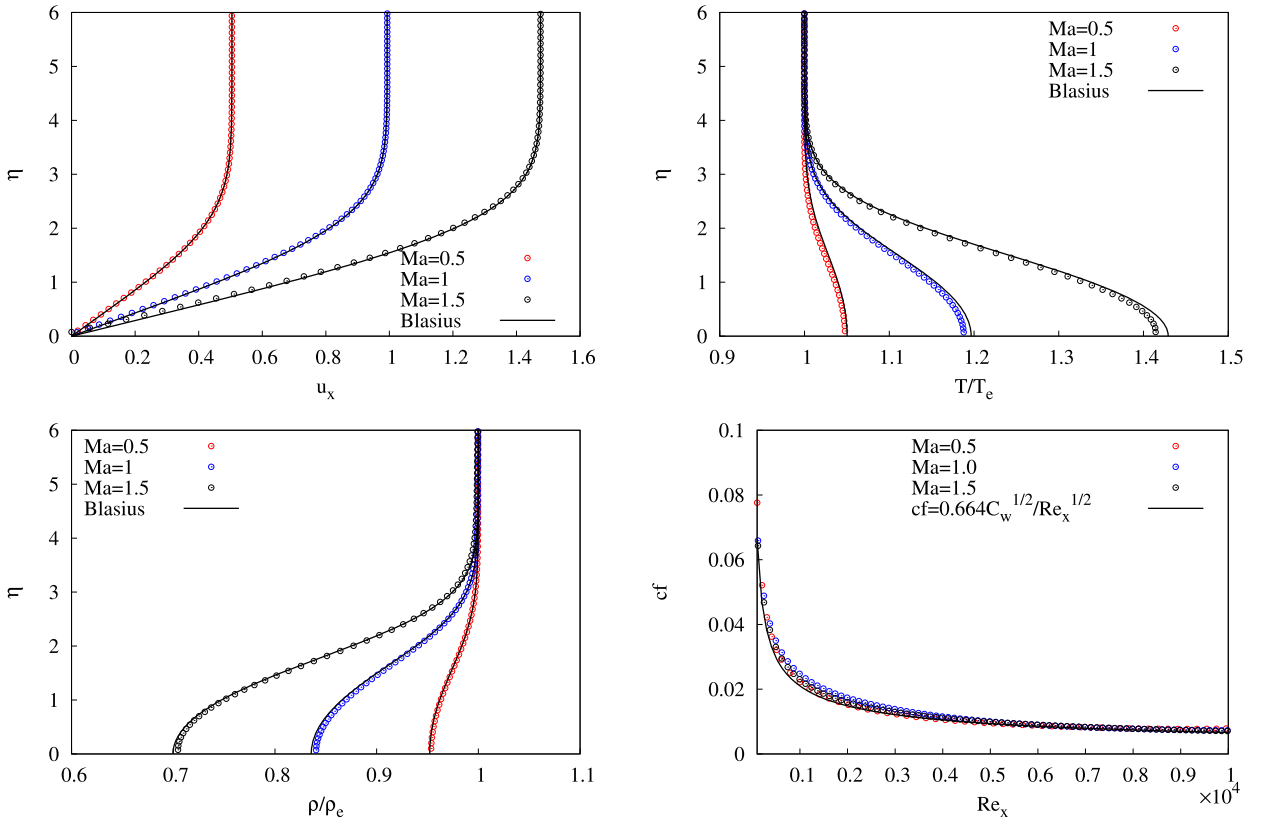 6
5
4
3
2
1
0
η
0
0.2
0.4
0.6
0.8
1
1.2
1.4
1.6
u_x
Ma=0.5
Ma=1
Ma=1.5
Blasius
6
5
4
3
2
1
0
η
0.9
1
1.1
1.2
1.3
1.4
1.5
T/T_e
Ma=0.5
Ma=1
Ma=1.5
Blasius
6
5
4
3
2
1
0
η
0.6
0.7
0.8
0.9
1
1.1
ρ/ρ_e
Ma=0.5
Ma=1
Ma=1.5
Blasius
0.1
0.08
0.06
0.04
0.02
0
cf
0.1
0.2
0.3
0.4
0.5
0.6
0.7
0.8
0.9
1
×10^4
Re_x
Ma=0.5
Ma=1.0
Ma=1.5
cf=0.664C_w^1/2/Re_x^1/2